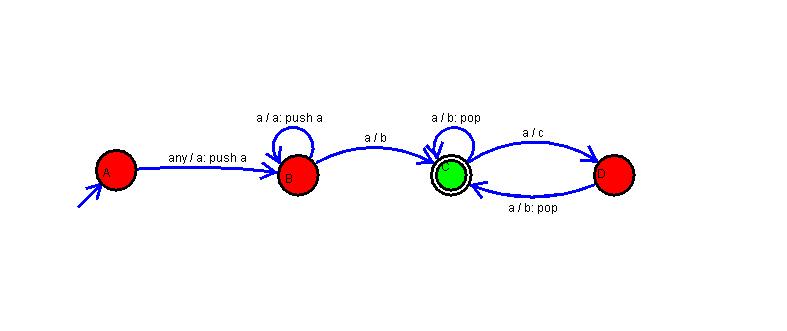 a / a: push a
a / b: pop
a / b
a / c
any / a: push a
A
B
C
D
a / b: pop